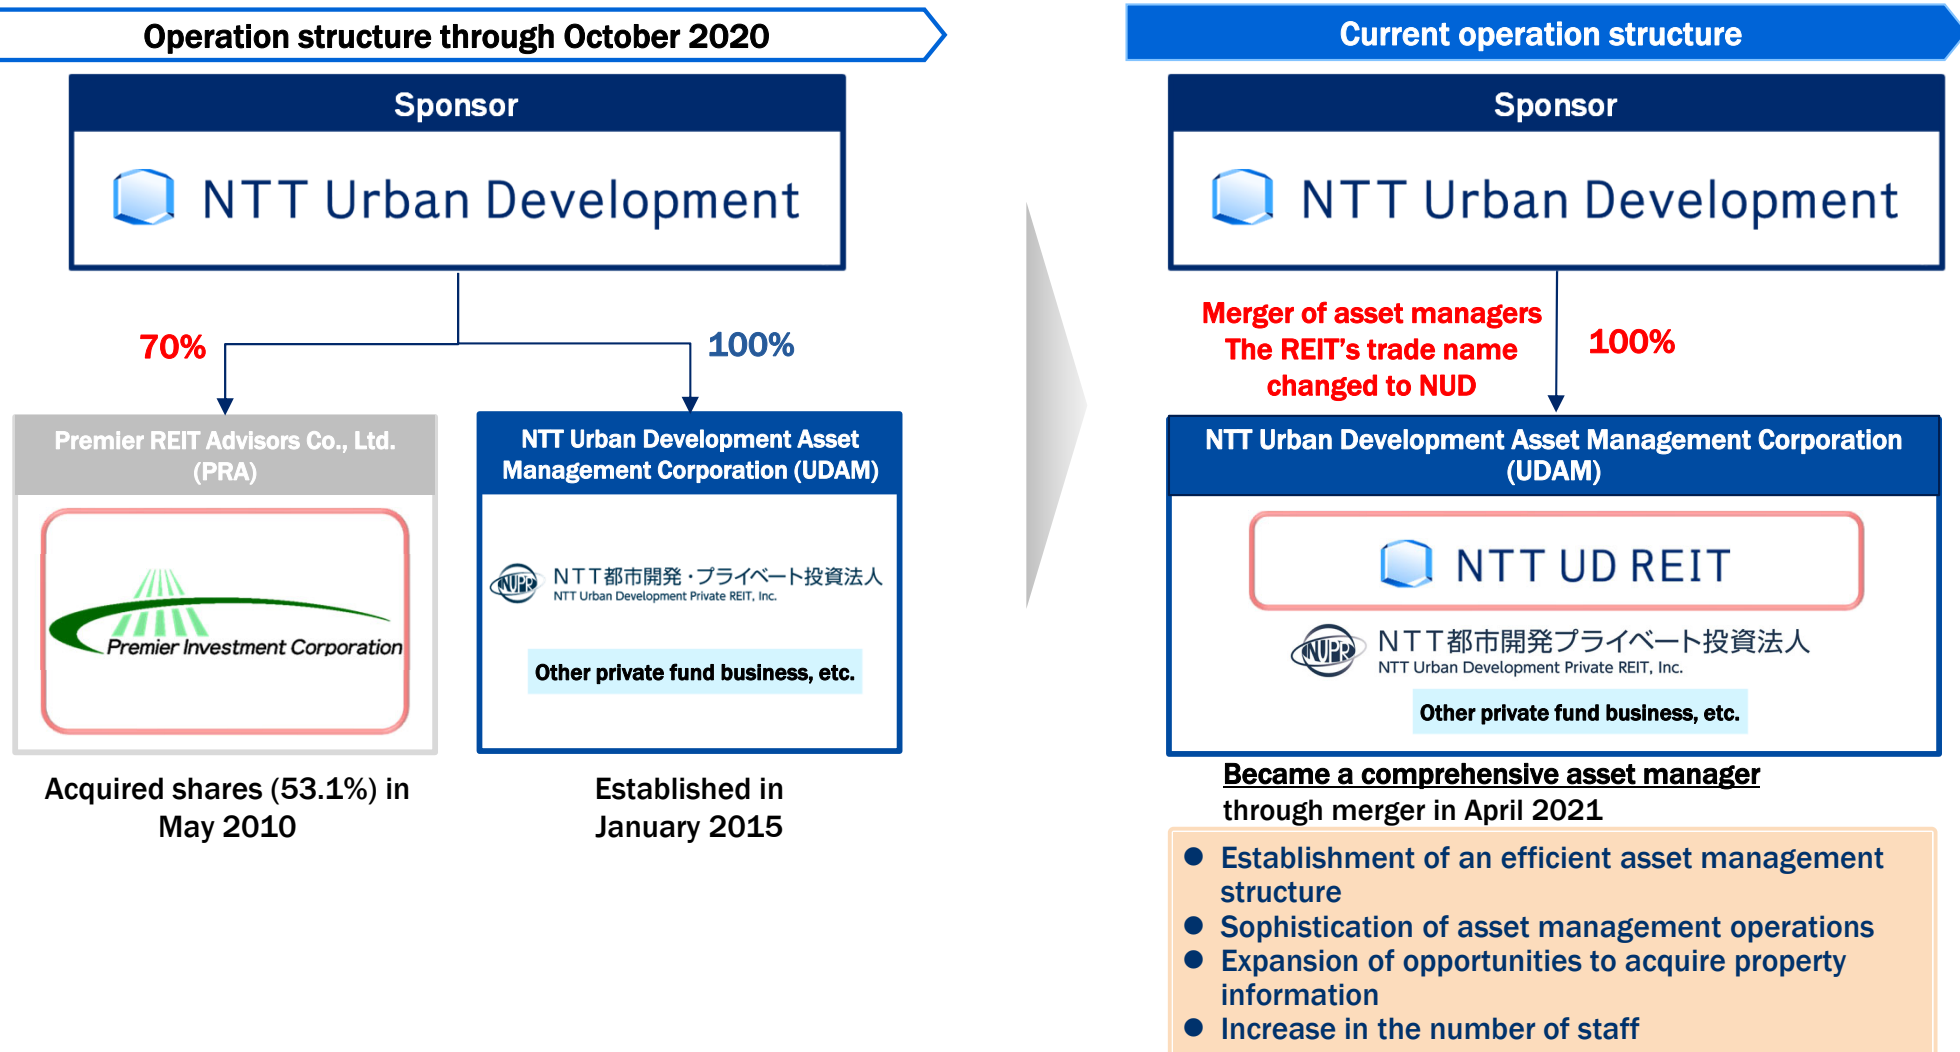 Operation structure through October 2020
Sponsor
NTT Urban Development
70%
100%
Premier REIT Advisors Co., Ltd.
(PRA)
Premier Investment Corporation
Acquired shares (53.1%) in
May 2010
NTT Urban Development Asset
Management Corporation (UDAM)
NUPR
NTT都市開発・プライベート投資法人
NTT Urban Development Private REIT, Inc.
Other private fund business, etc.
Established in
January 2015
Current operation structure
Sponsor
NTT Urban Development
Merger of asset managers
The REIT’s trade name
changed to NUD
100%
NTT Urban Development Asset Management Corporation
(UDAM)
NTT UD REIT
NUPR
NTT都市開発プライベート投資法人
NTT Urban Development Private REIT, Inc.
Other private fund business, etc.
Became a comprehensive asset manager
through merger in April 2021
● Establishment of an efficient asset management
structure
● Sophistication of asset management operations
● Expansion of opportunities to acquire property
information
● Increase in the number of staff